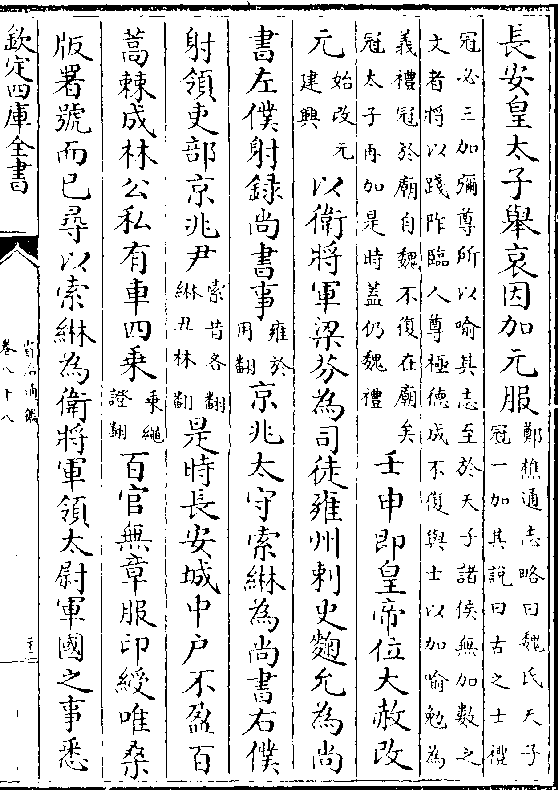 長安皇太子舉哀因加元服
鄭樵通志略曰魏氏天子
冠一加其說曰古之士禮
冠必三加彌尊所以喻其志至於天子諸侯無加數之
文者將以踐阼臨人尊極德成不復與士以加喻勉為
義禮冠於廟自魏不復在廟矣
冠太子再加是時蓋仍魏禮
壬申即皇帝位大赦改
元
始改元
建興
以衛將軍梁芬為司徒雍州刺史麴允為尚
書左僕射録尚書事
雍於
用翻
京兆太守索綝為尚書右僕
射領吏部京兆尹
索昔各翻
綝丑林翻
是時長安城中户不盈百
蒿棘成林公私有車四乘
乘繩
證翻
百官無章服印綬唯桑
版署號而已尋以索綝為衛將軍領太尉軍國之事悉
欽定四庫全書
資治通鑑
卷八十八